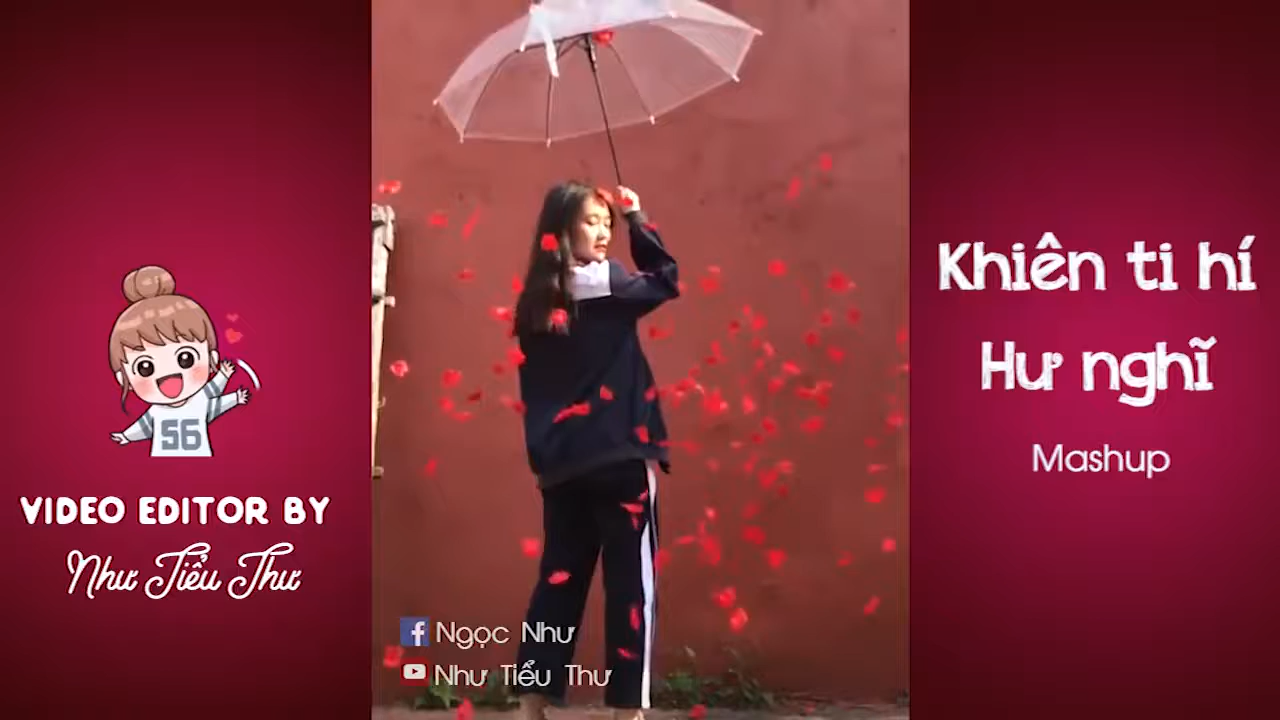 56
VIDEO EDITOR BY
Như Tiểu Thư
Ngọc Như
Như Tiểu Thư
Khiên ti hí
Hư nghĩ
Mashup